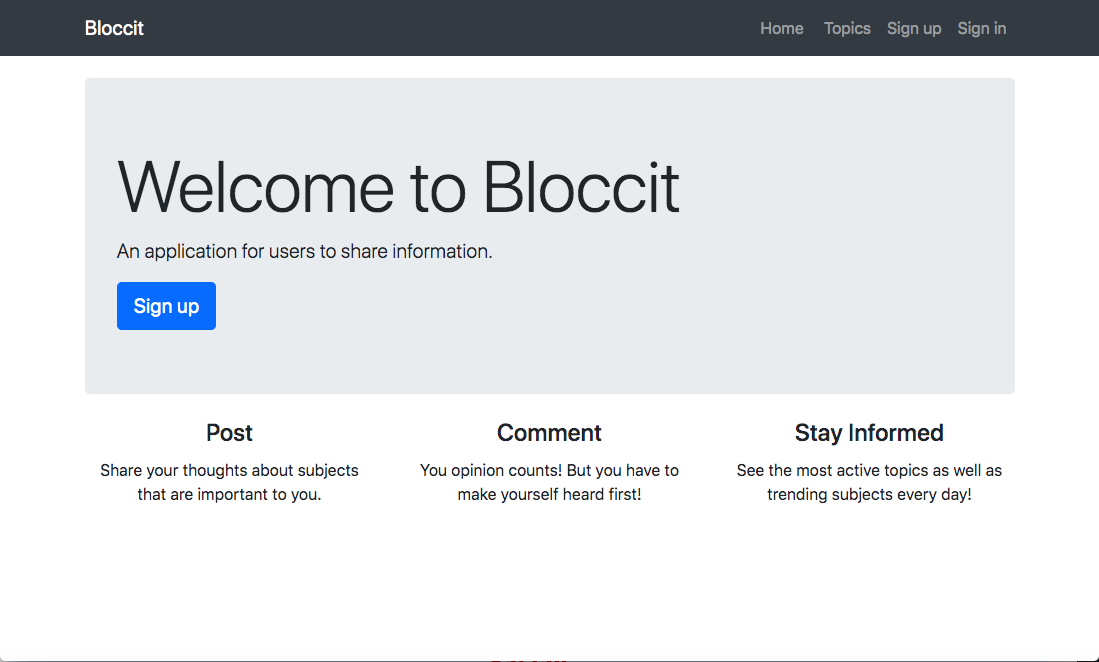 Bloccit
Home Topics Sign up Sign in
Welcome to Bloccit
An application for users to share information.
Sign up
Post
Share your thoughts about subjects
that are important to you.
Comment
You opinion counts! But you have to
make yourself heard first!
Stay Informed
See the most active topics as well as
trending subjects every day!